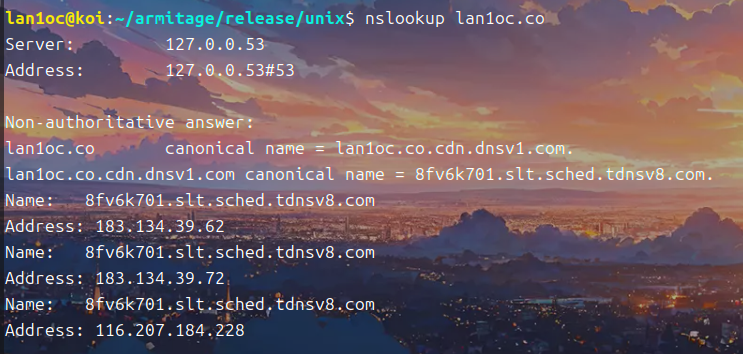 lan1oc@koi:~/armitage/release/unix$ nslookup lan1oc.co
Server: 127.0.0.53
Address: 127.0.0.53#53
Non-authoritative answer:
lan1oc.co canonical name = lan1oc.co.cdn.dnsv1.com.
lan1oc.co.cdn.dnsv1.com canonical name = 8fv6k701.slt.sched.tdnsv8.com.
Name: 8fv6k701.slt.sched.tdnsv8.com
Address: 183.134.39.62
Name: 8fv6k701.slt.sched.tdnsv8.com
Address: 183.134.39.72
Name: 8fv6k701.slt.sched.tdnsv8.com
Address: 116.207.184.228